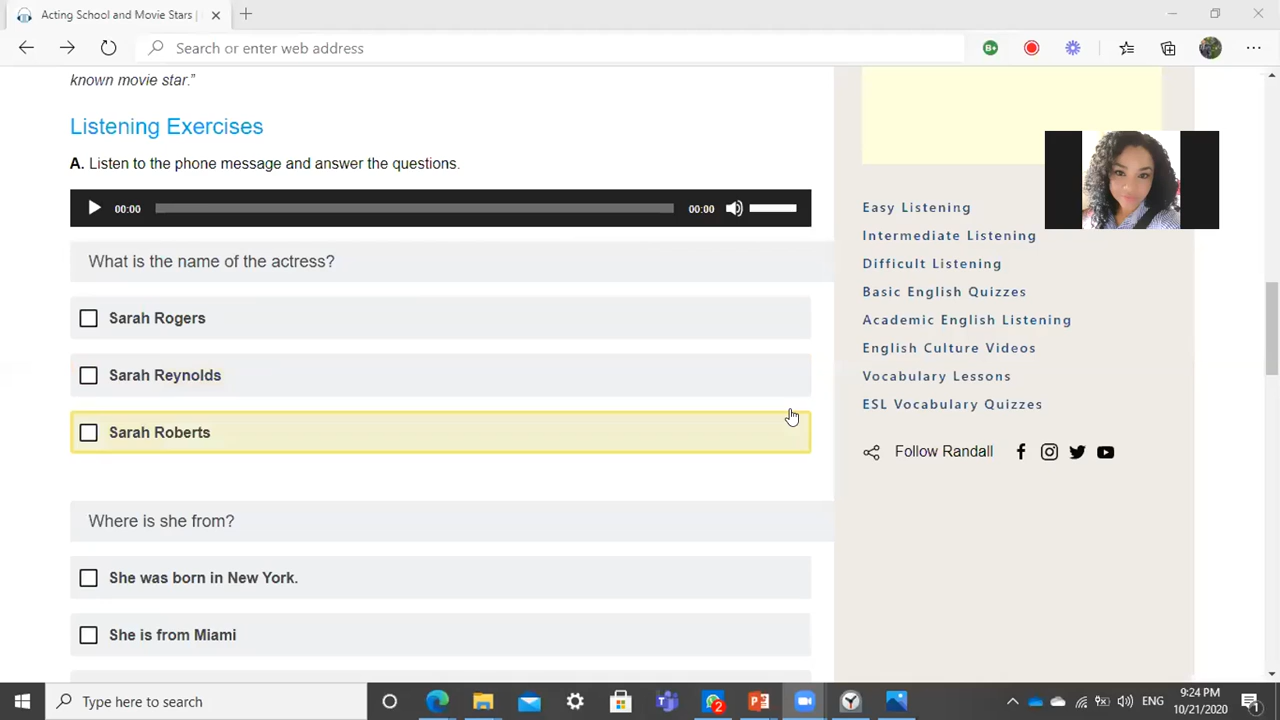 Acting School and Movie Stars |
Search or enter web address
B+
known movie star."
Listening Exercises
A. Listen to the phone message and answer the questions.
00:00
00:00
What is the name of the actress?
Sarah Rogers
Sarah Reynolds
Sarah Roberts
Where is she from?
She was born in New York.
She is from Miami
Easy Listening
Intermediate Listening
Difficult Listening
Basic English Quizzes
Academic English Listening
English Culture Videos
Vocabulary Lessons
ESL Vocabulary Quizzes
Follow Randall
Type here to search
2
ENG
9:24 PM
10/21/2020
1